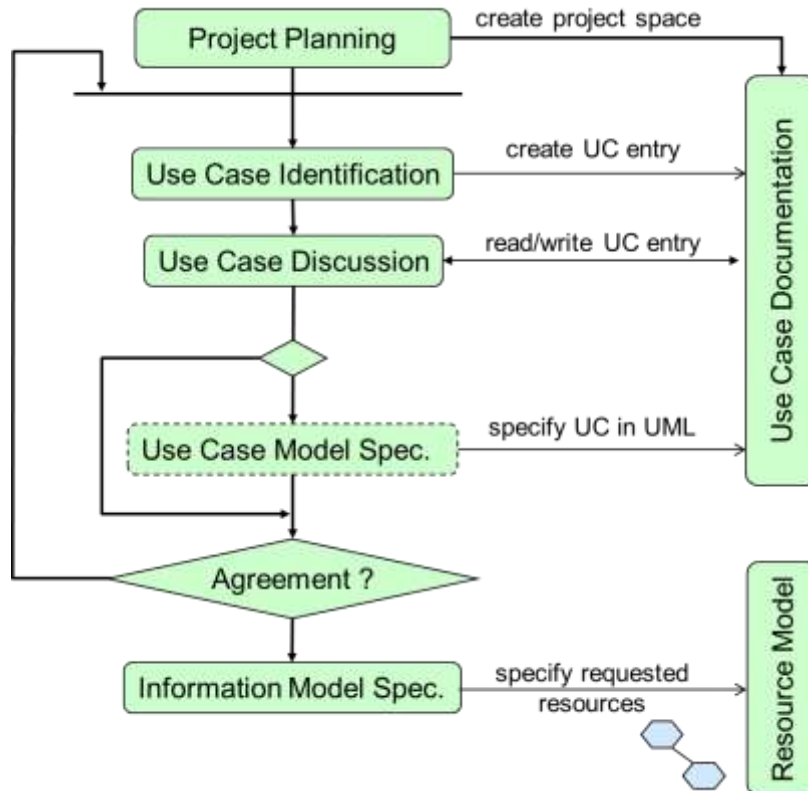 Project Planning
create project space
Use Case Identification
create UC entry
Use Case Discussion
read/write UC entry
Use Case Documentation
Use Case Model Spec.
specify UC in UML
Agreement ?
Information Model Spec.
specify requested
resources
Resource Model